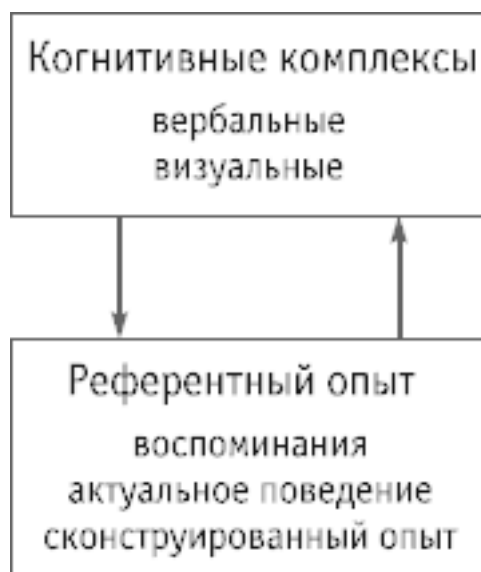 Когнитивные комплексы
вербальные
визуальные
Референтный опыт
воспоминания
актуальное поведение
сконструированный опыт